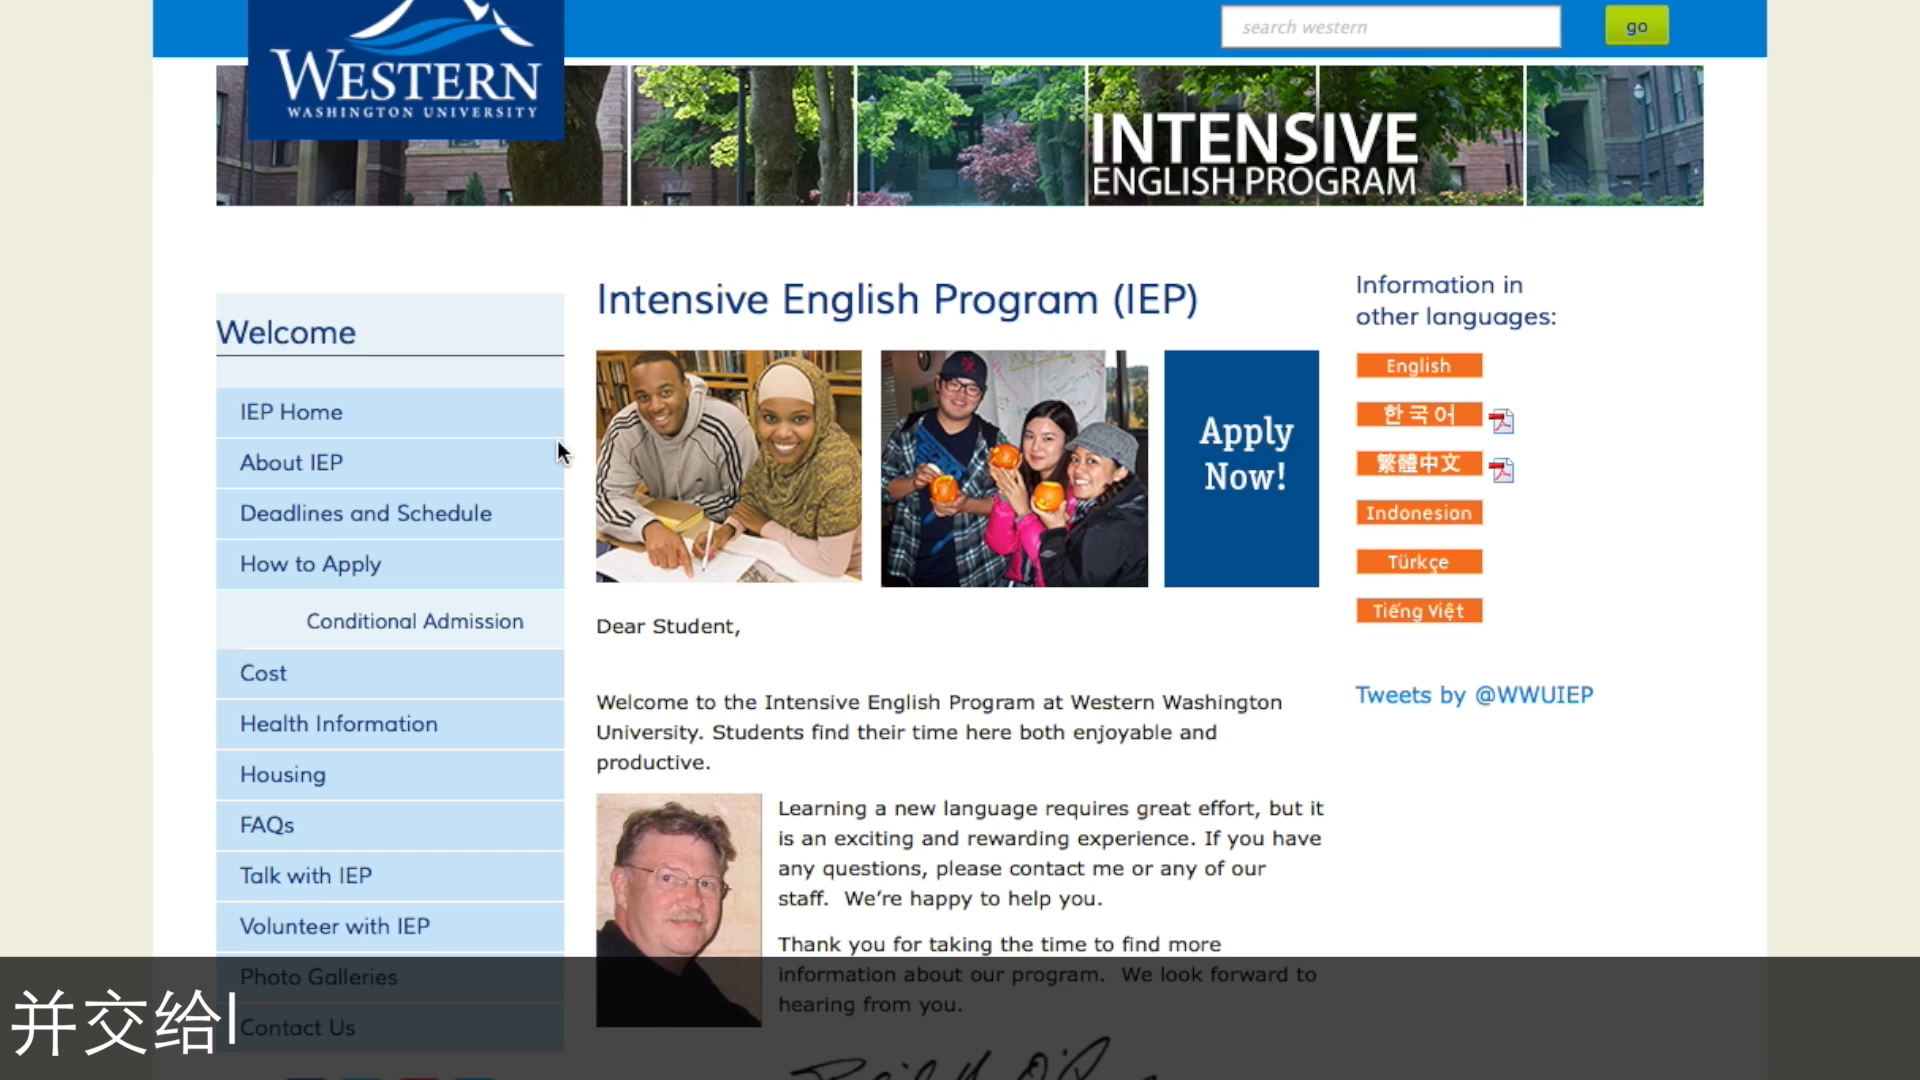 WESTERN
WASHINGTON UNIVERSITY
search western
go
INTENSIVE
ENGLISH PROGRAM
Welcome
IEP Home
About IEP
Deadlines and Schedule
How to Apply
Conditional Admission
Cost
Health Information
Housing
FAQs
Talk with IEP
Volunteer with IEP
Photo Galleries
Contact Us
Intensive English Program (IEP)
Apply
Now!
Dear Student,
Welcome to the Intensive English Program at Western Washington
University. Students find their time here both enjoyable and
productive.
Learning a new language requires great effort, but it
is an exciting and rewarding experience. If you have
any questions, please contact me or any of our
staff.  We’re happy to help you.
Thank you for taking the time to find more
information about our program.  We look forward to
hearing from you.
Information in
other languages:
English
한국어
繁體中文
Indonesian
Türkçe
Tiếng Việt
Tweets by @WWUIEP
并交给